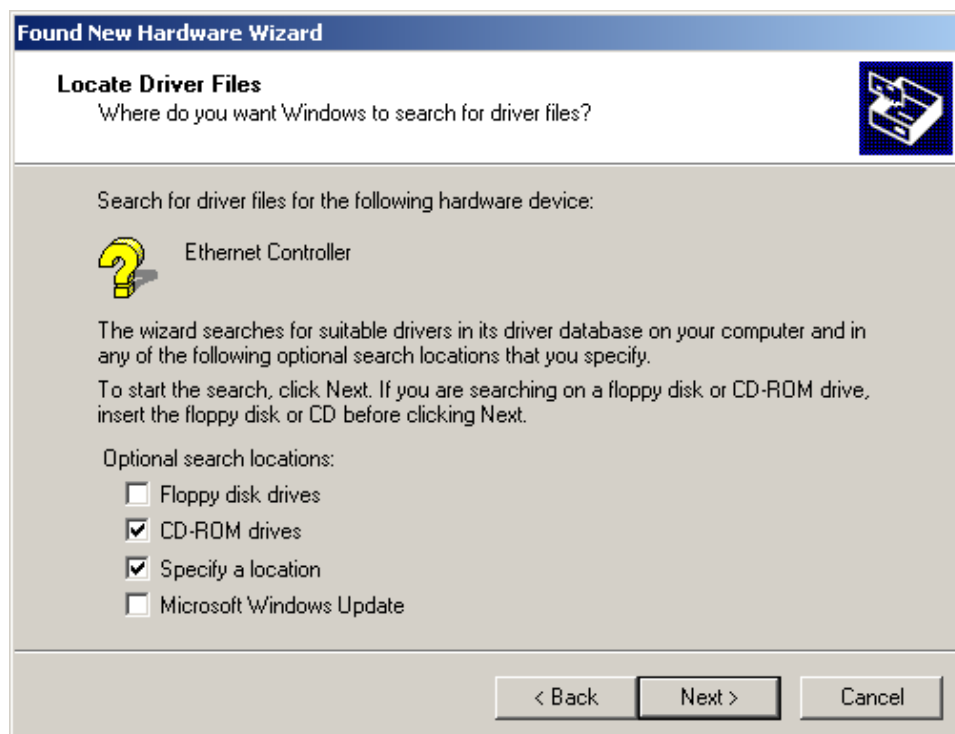 Found New Hardware Wizard
Locate Driver Files
Where do you want Windows to search for driver files?
Search for driver files for the following hardware device:
Ethernet Controller
The wizard searches for suitable drivers in its driver database on your computer and in
any of the following optional search locations that you specify.
To start the search, click Next. If you are searching on a floppy disk or CD-ROM drive,
insert the floppy disk or CD before clicking Next.
Optional search locations:
Floppy disk drives
CD-ROM drives
Specify a location
Microsoft Windows Update
< Back
Next >
Cancel